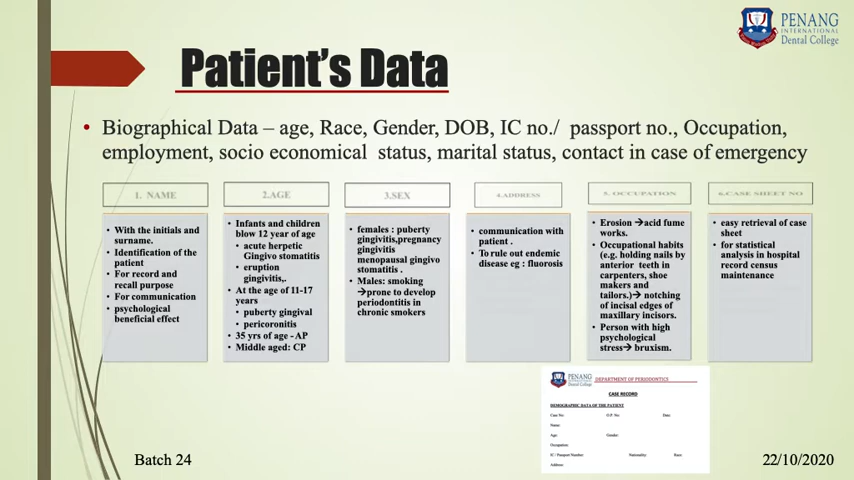 PENANG
INTERNATIONAL
Dental College
Patient's Data
• Biographical Data – age, Race, Gender, DOB, IC no./ passport no., Occupation,
employment, socio economical status, marital status, contact in case of emergency
1. NAME
• With the initials and
surname.
• Identification of the
patient
• For record and
recall purpose
• For communication
• psychological
beneficial effect
2.AGE
• Infants and children
blow 12 year of age
• acute herpetic
Gingivo stomatitis
• eruption
gingivitis,.
• At the age of 11-17
years
• puberty gingival
• pericoronitis
• 35 yrs of age - AP
• Middle aged: CP
3.SEX
• females : puberty
gingivitis,pregnancy
gingivitis
menopausal gingivo
stomatitis .
• Males: smoking
→prone to develop
periodontitis in
chronic smokers
4.ADDRESS
• communication with
patient .
• To rule out endemic
disease eg : fluorosis
5. OCCUPATION
• Erosion →acid fume
works.
• Occupational habits
(e.g. holding nails by
anterior teeth in
carpenters, shoe
makers and
tailors.)→ notching
of incisal edges of
maxillary incisors.
• Person with high
psychological
stress→ bruxism.
6.CASE SHEET NO
• easy retrieval of case
sheet
• for statistical
analysis in hospital
record census
maintenance
PENANG
INTERNATIONAL
Dental College
DEPARTMENT OF PERIODONTICS
CASE RECORD
DEMOGRAPHIC DATA OF THE PATIENT
Case No: O.P. No. Date:
Name:
Age: Gender:
Occupation:
IC / Passport Number: Nationality: Race:
Address:
Batch 24
22/10/2020